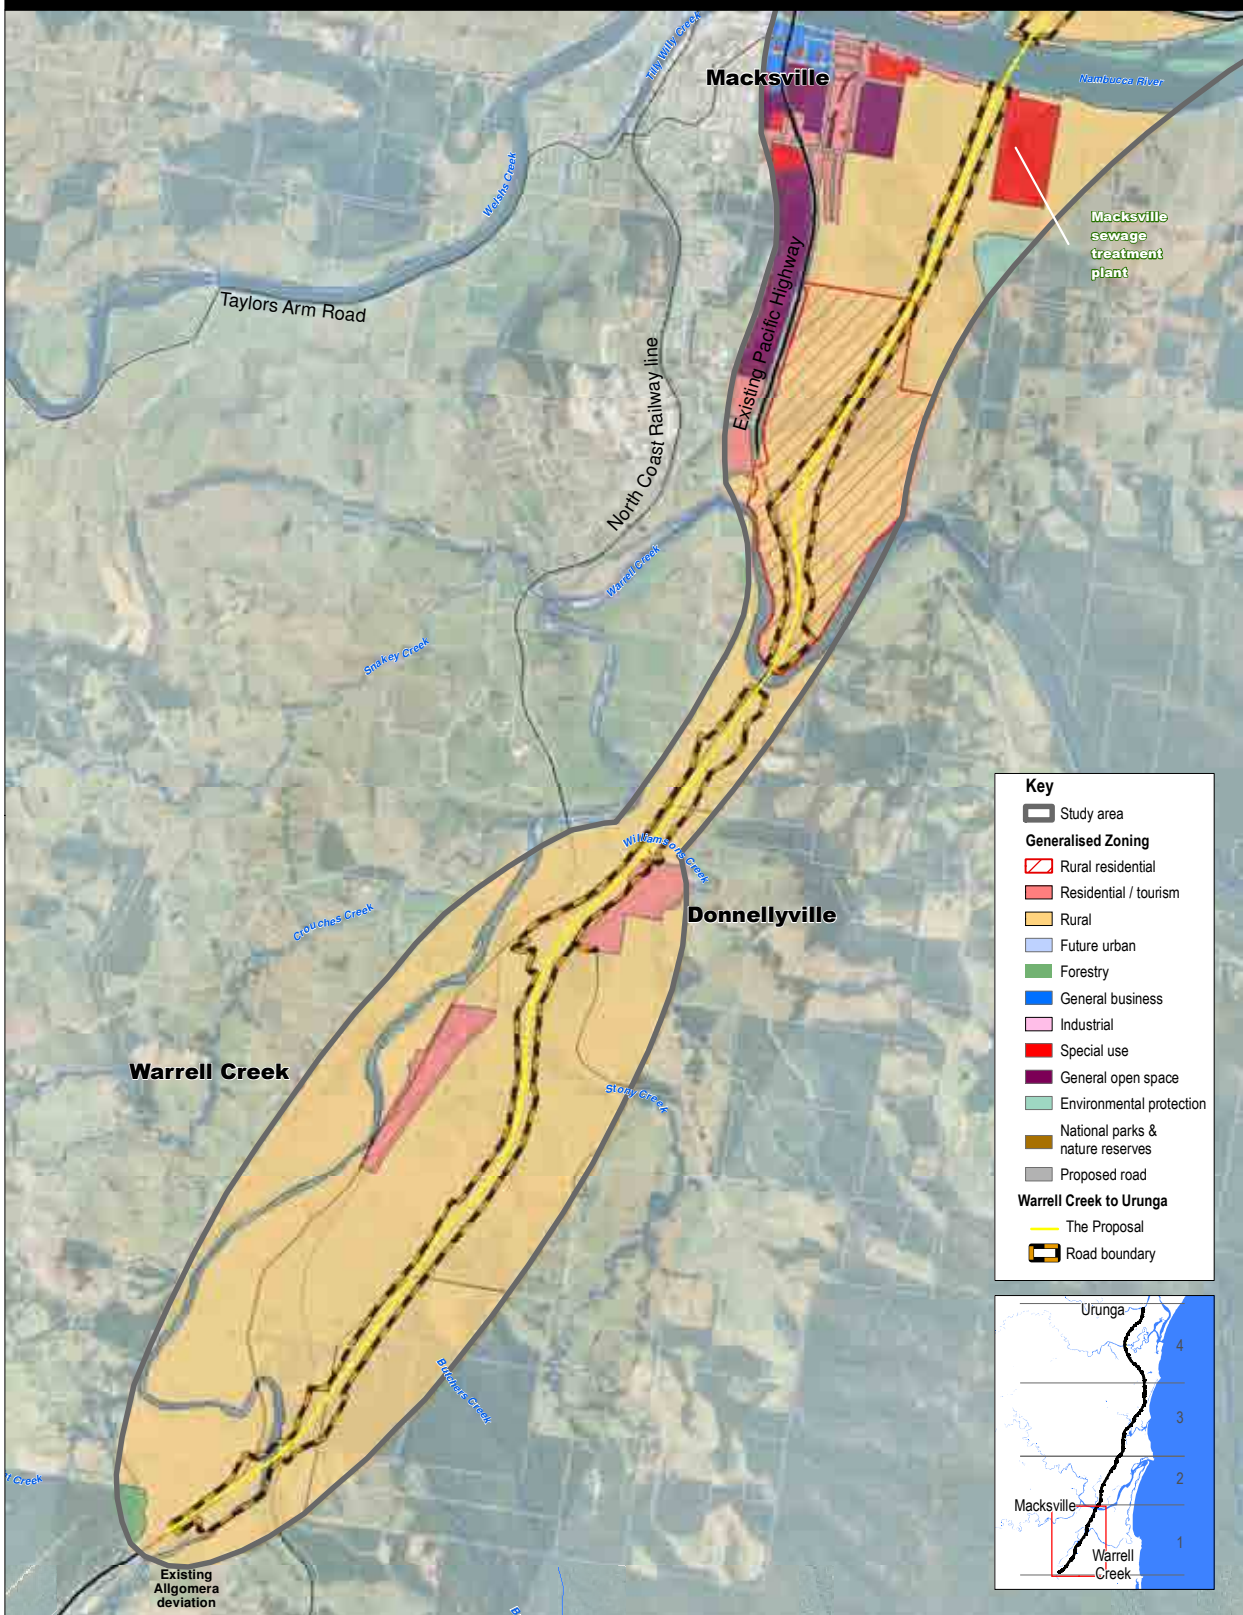 Tilly Willy Creek
Macksville
Nambucca River
Welshs Creek
Macksville
sewage
treatment
plant
Taylors Arm Road
Existing Pacific Highway
North Coast Railway line
Warrell Creek
Snakey Creek
Williamsons Creek
Donnellyville
Crouches Creek
Warrell Creek
Stony Creek
Butchers Creek
Creek
Existing
Allgomera
deviation
B
Key
Study area
Generalised Zoning
Rural residential
Residential / tourism
Rural
Future urban
Forestry
General business
Industrial
Special use
General open space
Environmental protection
National parks &
nature reserves
Proposed road
Warrell Creek to Urunga
The Proposal
Road boundary
Urunga
4
3
2
Macksville
1
Warrell
Creek